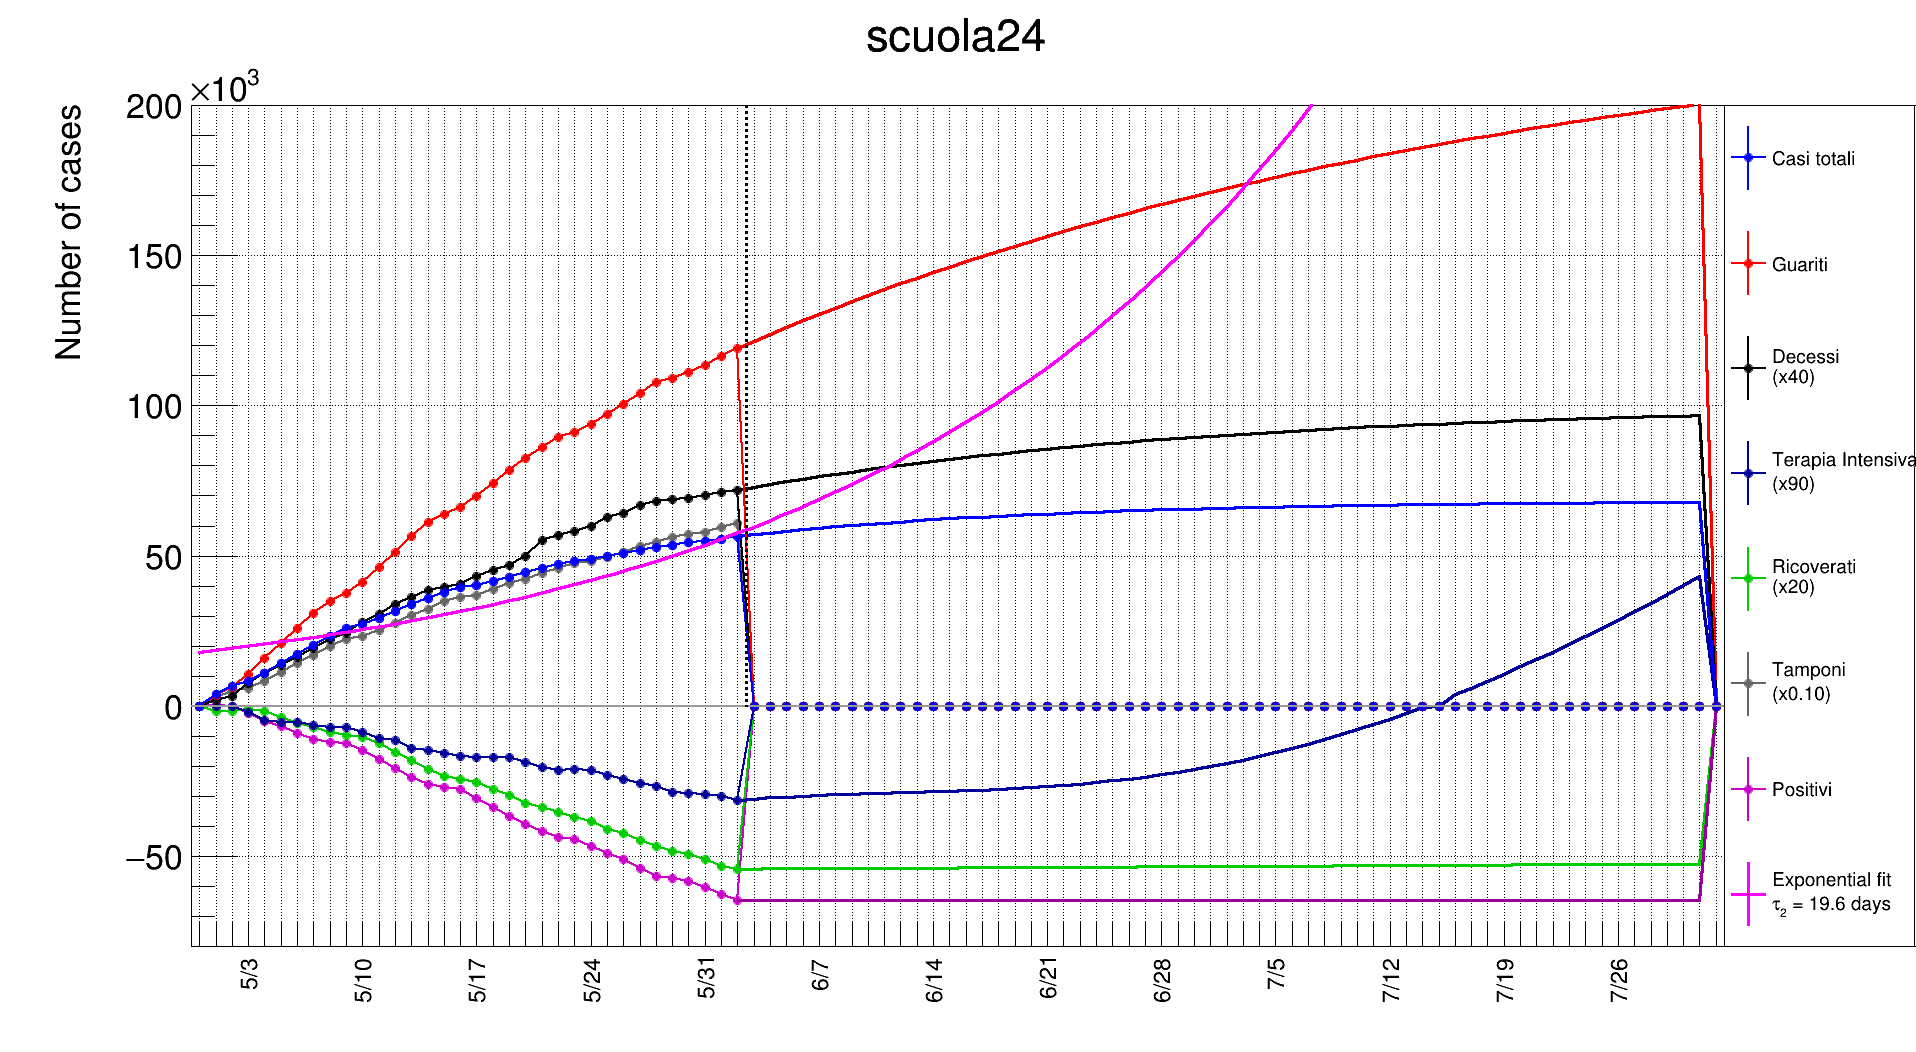 scuola24
×10³
Number of cases
200
150
100
50
0
−50
5/3
5/10
5/17
5/24
5/31
6/7
6/14
6/21
6/28
7/5
7/12
7/19
7/26
Casi totali
Guariti
Decessi
(x40)
Terapia Intensiva
(x90)
Ricoverati
(x20)
Tamponi
(x0.10)
Positivi
Exponential fit
τ₂ = 19.6 days